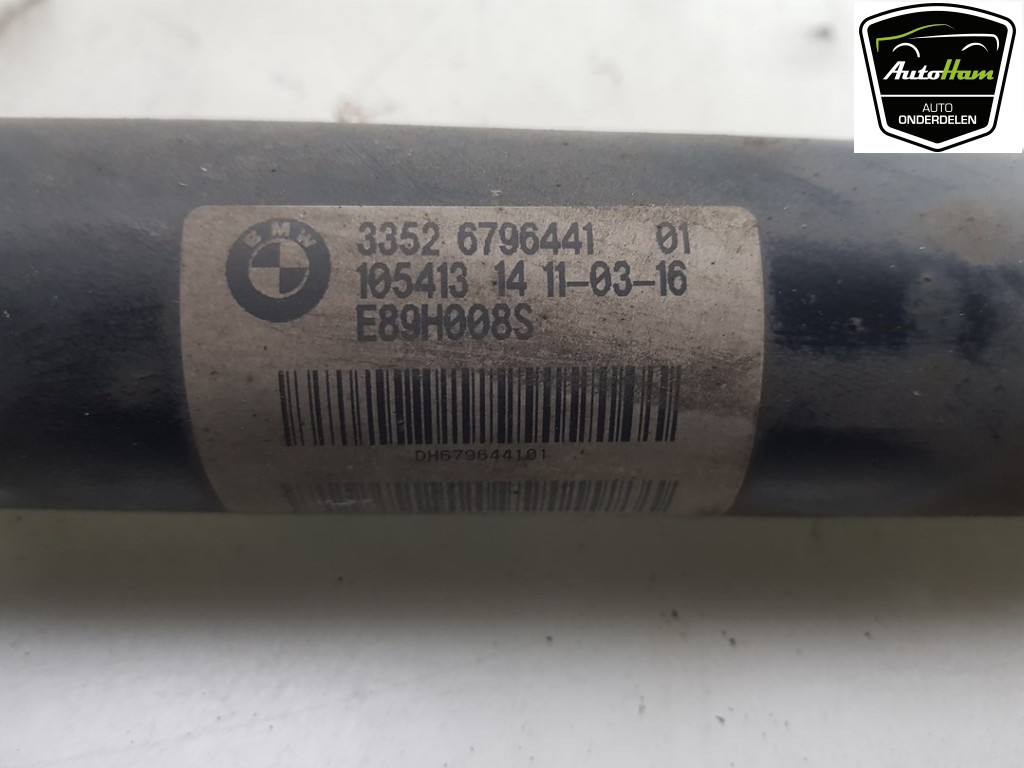 AutoHam
AUTO
ONDERDELEN
BMW
3352 6796441 01
105413 14 11-03-16
E89H008S
DH679644101